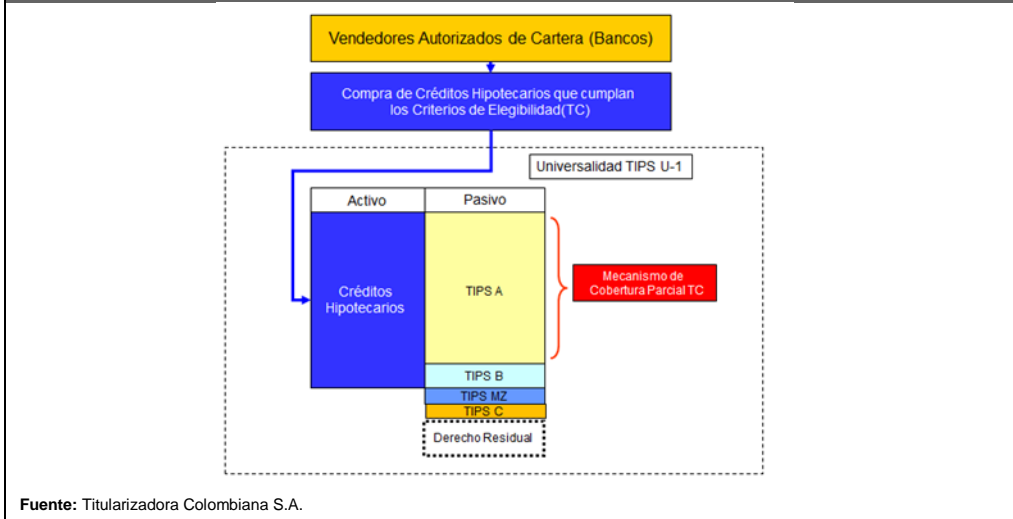 Vendedores Autorizados de Cartera (Bancos)
Compra de Créditos Hipotecarios que cumplan
los Criterios de Elegibilidad(TC)
Universalidad TIPS U-1
Activo
Pasivo
Créditos
Hipotecarios
TIPS A
Mecanismo de
Cobertura Parcial TC
TIPS B
TIPS MZ
TIPS C
Derecho Residual
Fuente: Titularizadora Colombiana S.A.